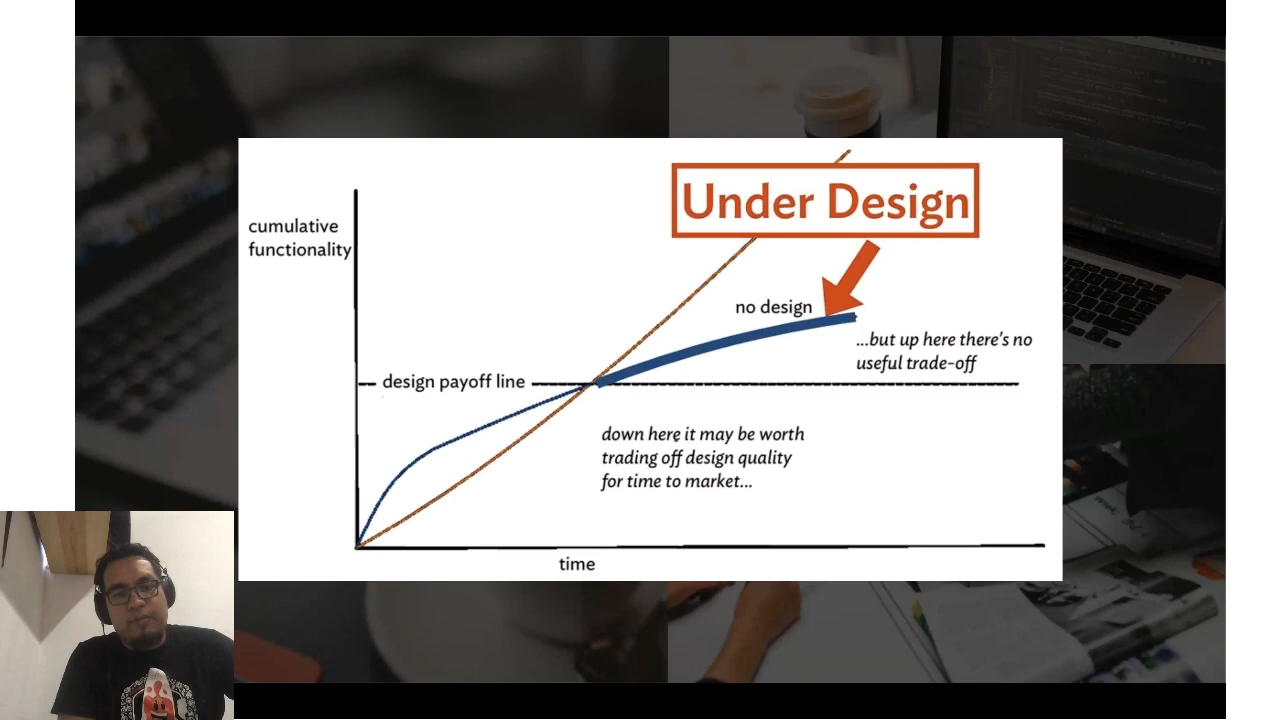 Under Design
cumulative
functionality
no design
...but up here there's no
useful trade-off
design payoff line
down here it may be worth
trading off design quality
for time to market...
time